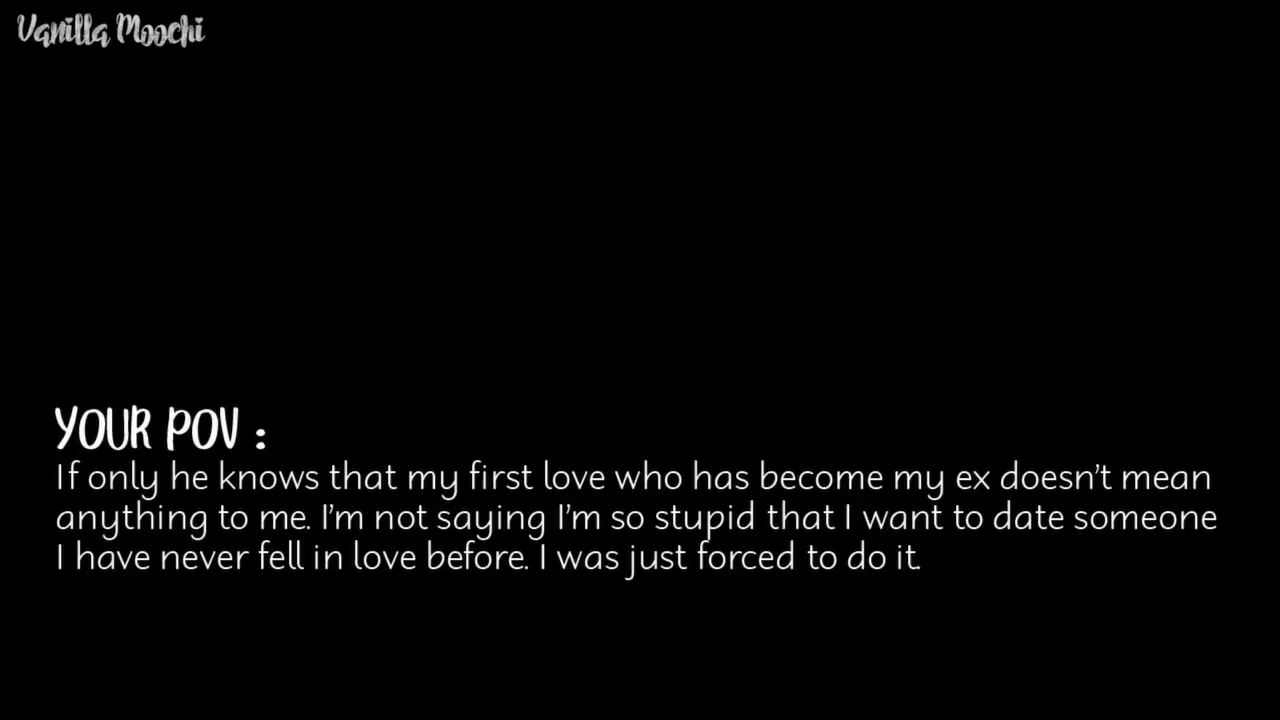 Vanilla Moochi
YOUR POV :
If only he knows that my first love who has become my ex doesn't mean
anything to me. I'm not saying I'm so stupid that I want to date someone
I have never fell in love before. I was just forced to do it.